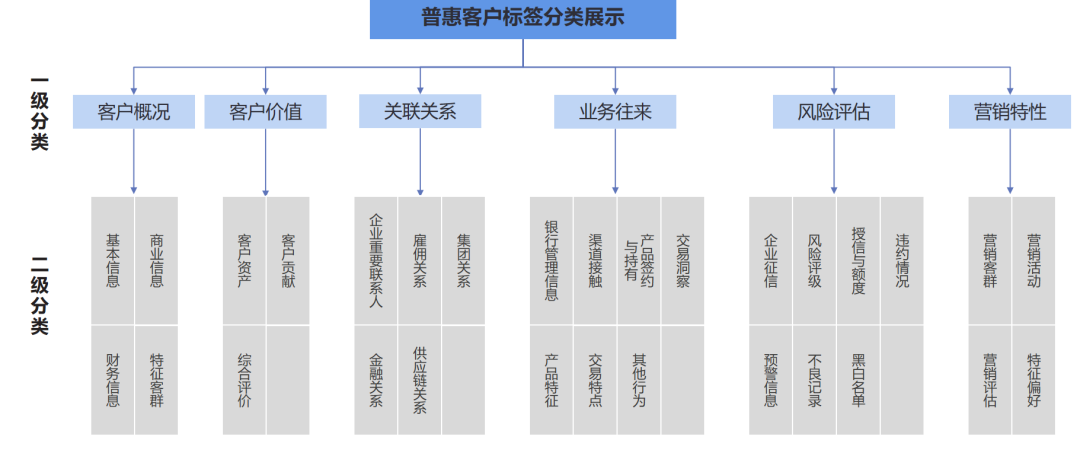 普惠客户标签分类展示
一级分类
客户概况
客户价值
关联关系
业务往来
风险评估
营销特性
二级分类
基本信息
商业信息
财务信息
特征客群
客户资产
客户贡献
综合评价
企业重要联系人
雇佣关系
集团关系
金融关系
供应链关系
银行管理信息
渠道接触
产品签约
与持有
交易洞察
产品特征
交易特点
其他行为
企业征信
风险评级
授信与额度
违约情况
预警信息
不良记录
黑白名单
营销客群
营销活动
营销评估
特征偏好